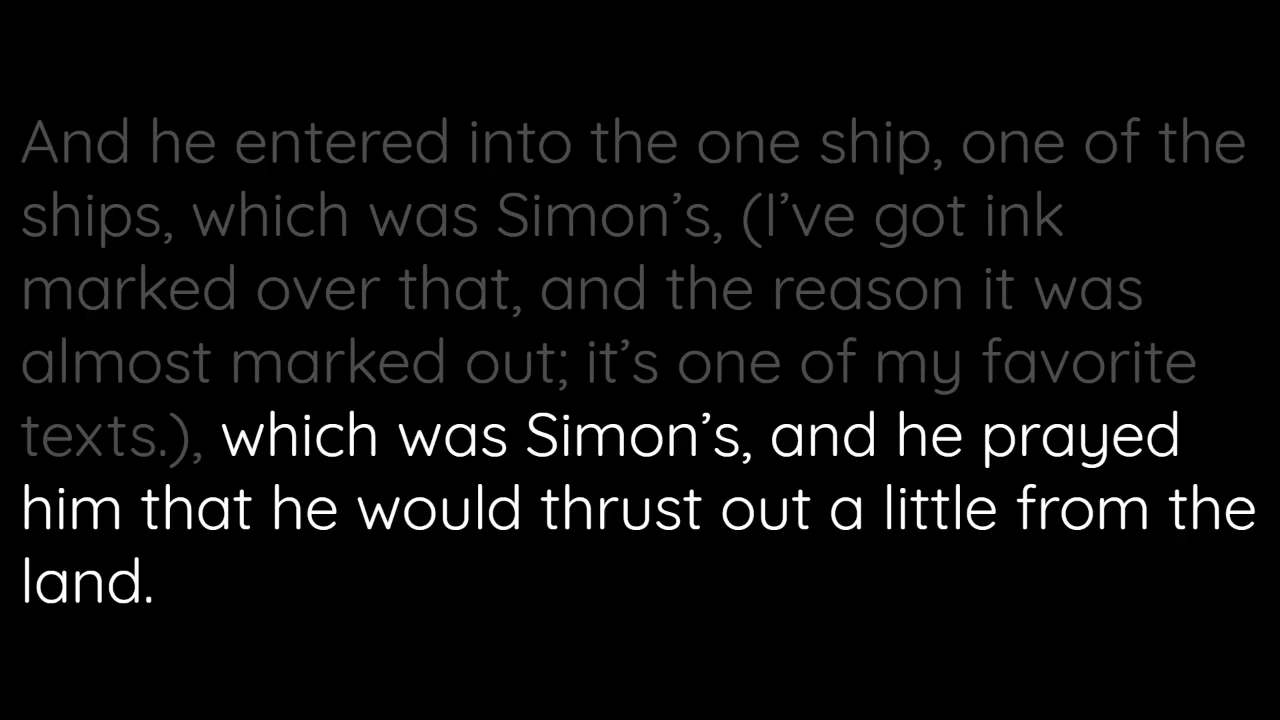 And he entered into the one ship, one of the
ships, which was Simon’s, (I’ve got ink
marked over that, and the reason it was
almost marked out; it’s one of my favorite
texts.), which was Simon’s, and he prayed
him that he would thrust out a little from the
land.